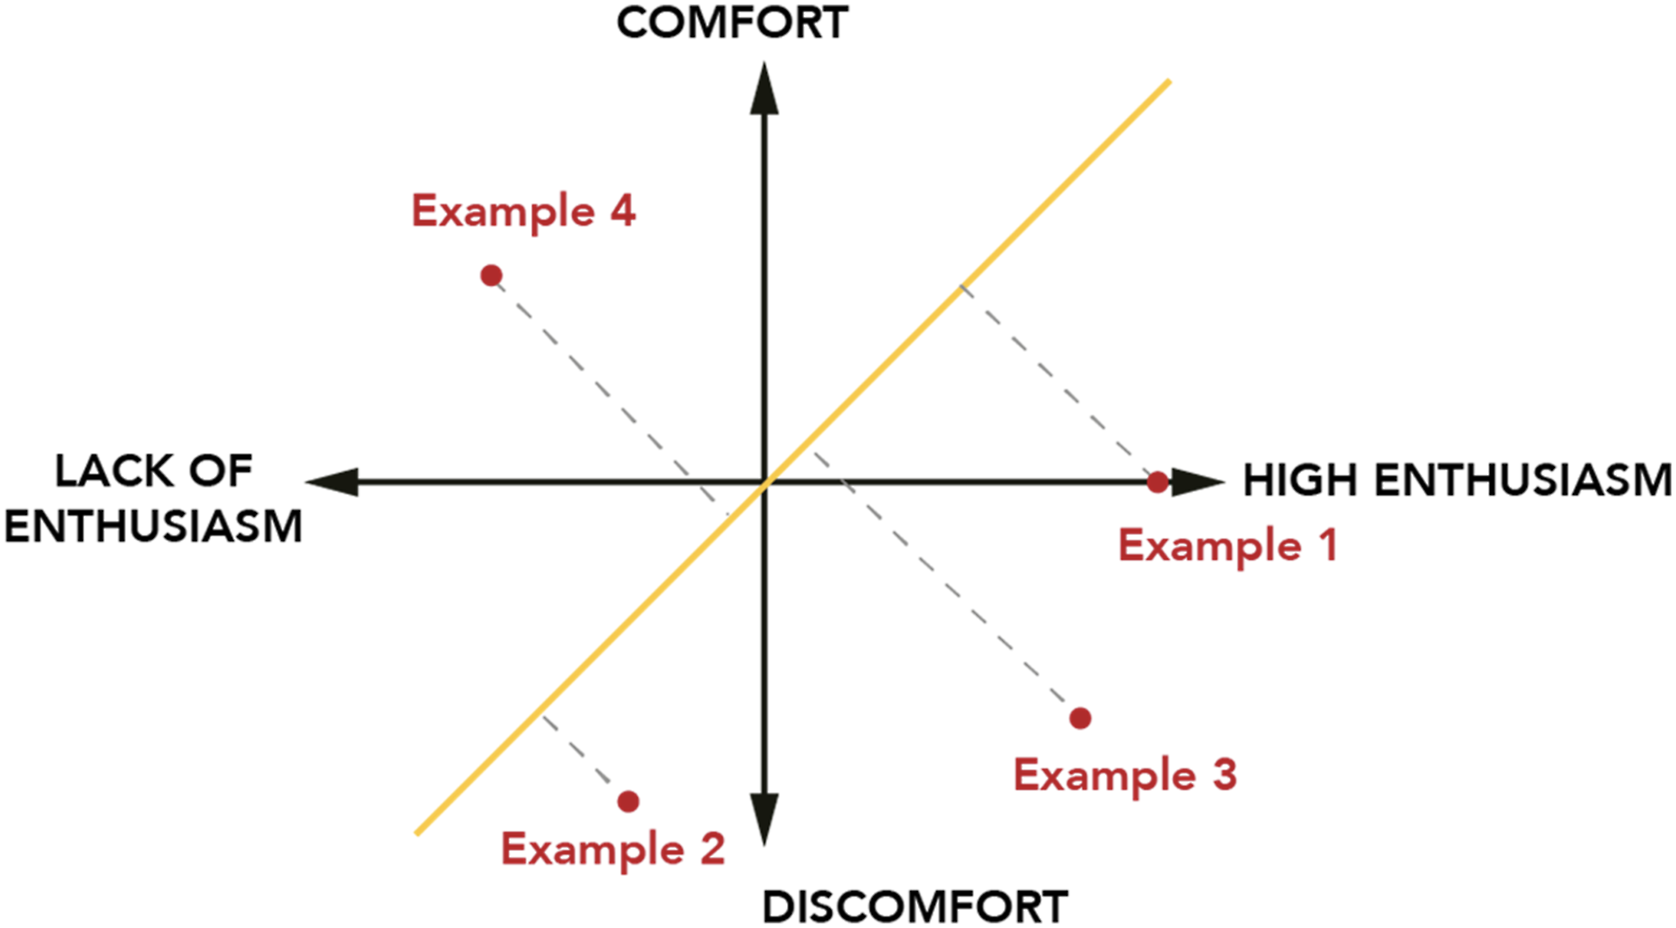 COMFORT
Example 4
LACK OF
ENTHUSIASM
HIGH ENTHUSIASM
Example 1
Example 3
Example 2
DISCOMFORT